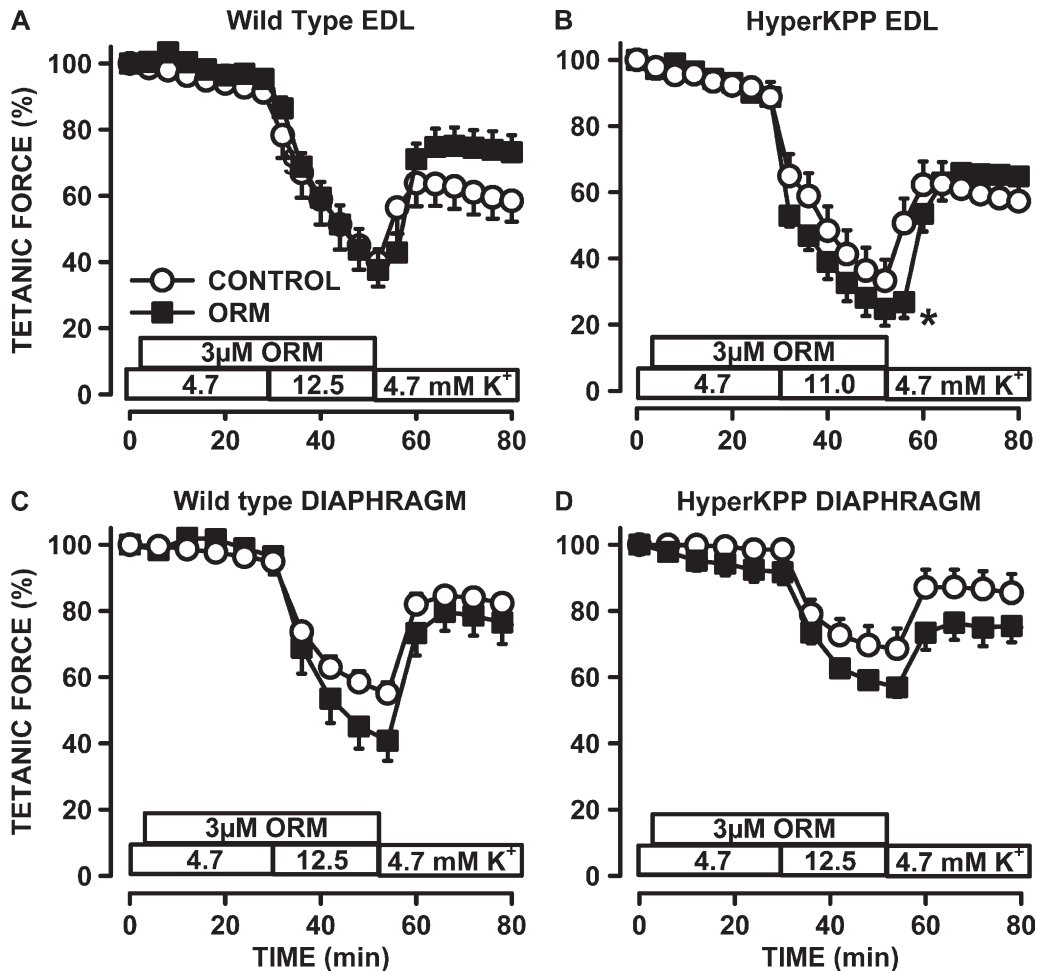 A
Wild Type EDL
TETANIC FORCE (%)
100
80
60
40
20
0
CONTROL
ORM
3µM ORM
4.7
12.5
4.7 mM K+
0 20 40 60 80
B
HyperKPP EDL
100
80
60
40
20
0
*
3µM ORM
4.7
11.0
4.7 mM K+
0 20 40 60 80
C
Wild type DIAPHRAGM
TETANIC FORCE (%)
100
80
60
40
20
0
3µM ORM
4.7
12.5
4.7 mM K+
0 20 40 60 80
TIME (min)
D
HyperKPP DIAPHRAGM
100
80
60
40
20
0
3µM ORM
4.7
12.5
4.7 mM K+
0 20 40 60 80
TIME (min)